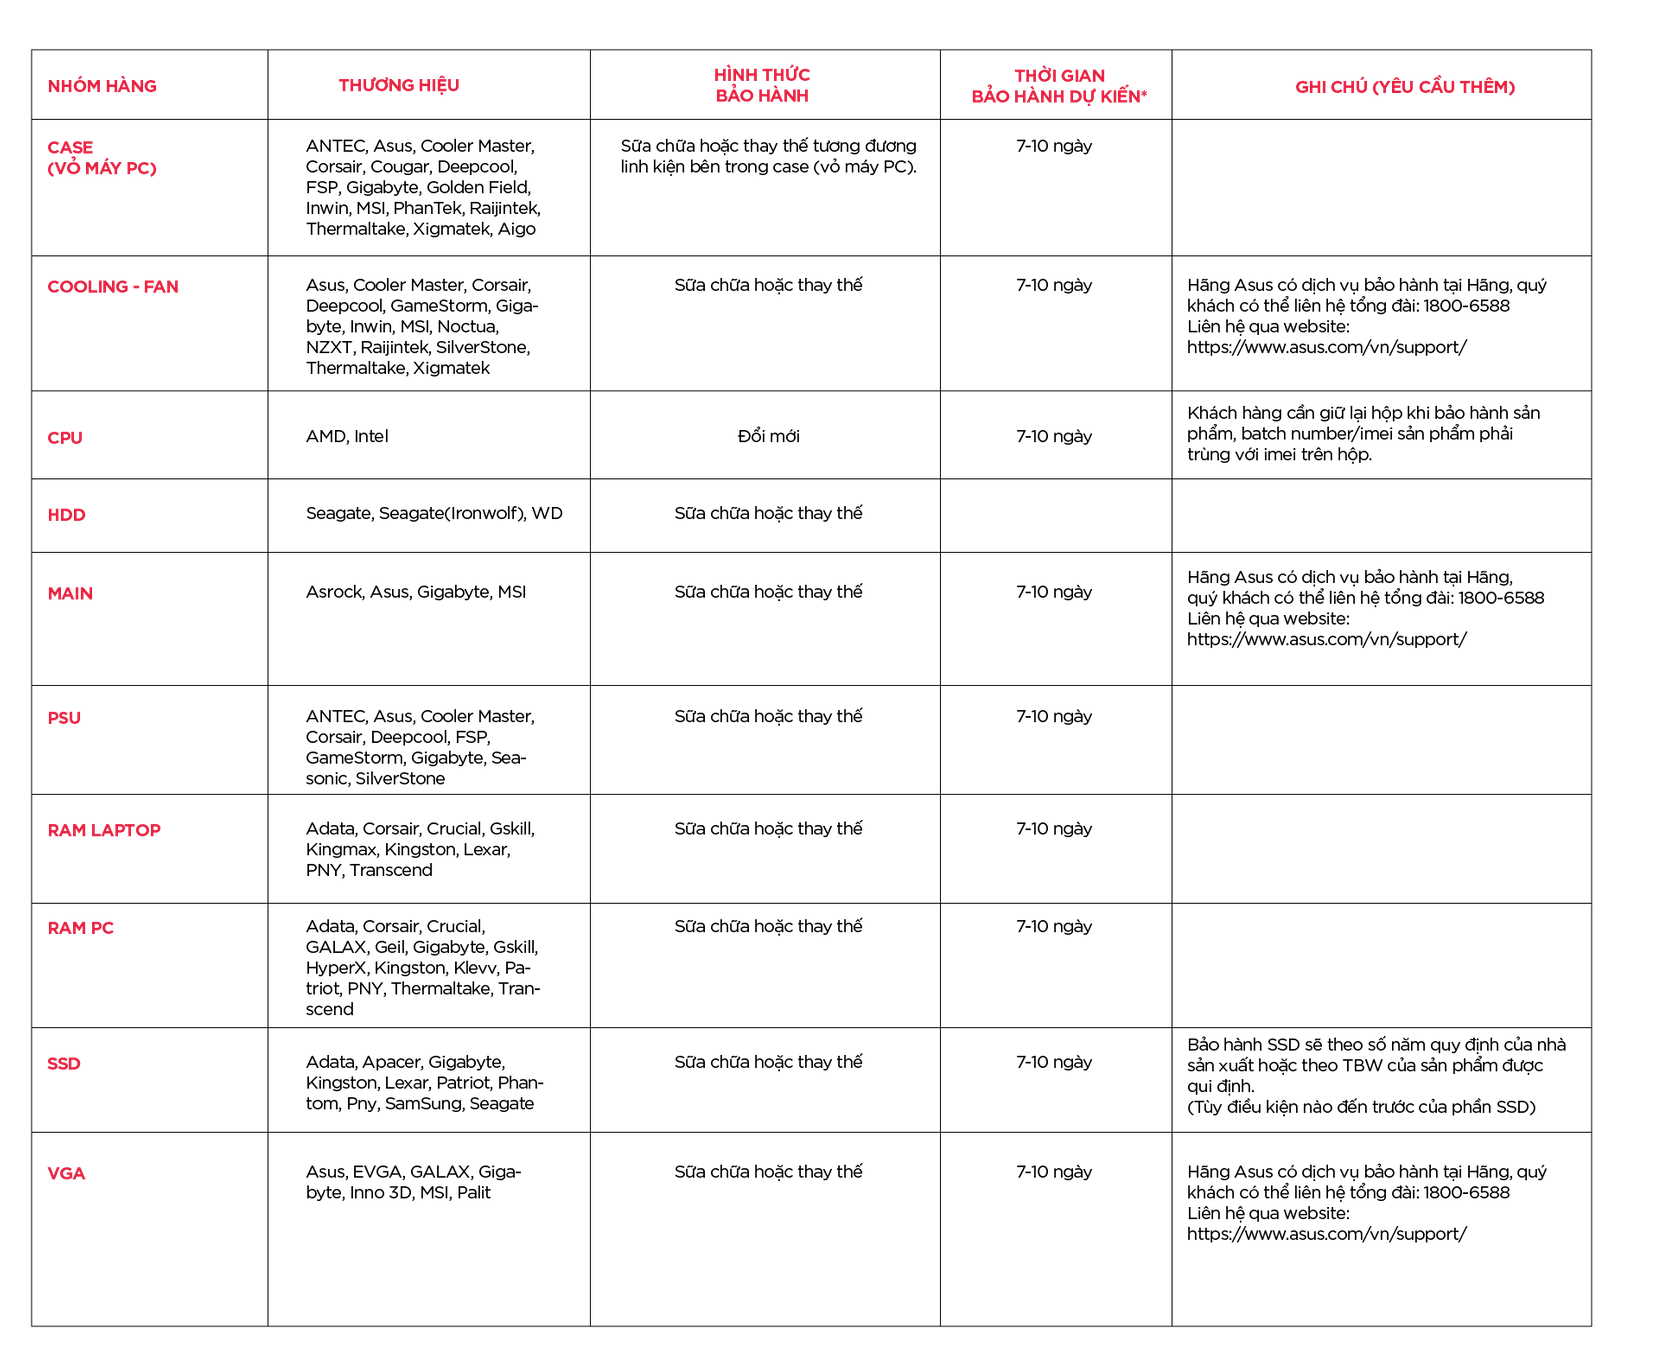 NHÓM HÀNG
THƯƠNG HIỆU
HÌNH THỨC
BẢO HÀNH
THỜI GIAN
BẢO HÀNH DỰ KIẾN*
GHI CHÚ (YÊU CẦU THÊM)
CASE
(VỎ MÁY PC)
ANTEC, Asus, Cooler Master,
Corsair, Cougar, Deepcool,
FSP, Gigabyte, Golden Field,
Inwin, MSI, PhanTek, Raijintek,
Thermaltake, Xigmatek, Aigo
Sữa chữa hoặc thay thế tương đương
linh kiện bên trong case (vỏ máy PC).
7-10 ngày
COOLING - FAN
Asus, Cooler Master, Corsair,
Deepcool, GameStorm, Giga-
byte, Inwin, MSI, Noctua,
NZXT, Raijintek, SilverStone,
Thermaltake, Xigmatek
Sữa chữa hoặc thay thế
7-10 ngày
Hãng Asus có dịch vụ bảo hành tại Hãng, quý
khách có thể liên hệ tổng đài: 1800-6588
Liên hệ qua website:
https://www.asus.com/vn/support/
CPU
AMD, Intel
Đổi mới
7-10 ngày
Khách hàng cần giữ lại hộp khi bảo hành sản
phẩm, batch number/imei sản phẩm phải
trùng với imei trên hộp.
HDD
Seagate, Seagate(Ironwolf), WD
Sữa chữa hoặc thay thế
MAIN
Asrock, Asus, Gigabyte, MSI
Sữa chữa hoặc thay thế
7-10 ngày
Hãng Asus có dịch vụ bảo hành tại Hãng,
quý khách có thể liên hệ tổng đài: 1800-6588
Liên hệ qua website:
https://www.asus.com/vn/support/
PSU
ANTEC, Asus, Cooler Master,
Corsair, Deepcool, FSP,
GameStorm, Gigabyte, Sea-
sonic, SilverStone
Sữa chữa hoặc thay thế
7-10 ngày
RAM LAPTOP
Adata, Corsair, Crucial, Gskill,
Kingmax, Kingston, Lexar,
PNY, Transcend
Sữa chữa hoặc thay thế
7-10 ngày
RAM PC
Adata, Corsair, Crucial,
GALAX, Geil, Gigabyte, Gskill,
HyperX, Kingston, Klevv, Pa-
triot, PNY, Thermaltake, Tran-
scend
Sữa chữa hoặc thay thế
7-10 ngày
SSD
Adata, Apacer, Gigabyte,
Kingston, Lexar, Patriot, Phan-
tom, Pny, SamSung, Seagate
Sữa chữa hoặc thay thế
7-10 ngày
Bảo hành SSD sẽ theo số năm quy định của nhà
sản xuất hoặc theo TBW của sản phẩm được
qui định.
(Tùy điều kiện nào đến trước của phần SSD)
VGA
Asus, EVGA, GALAX, Giga-
byte, Inno 3D, MSI, Palit
Sữa chữa hoặc thay thế
7-10 ngày
Hãng Asus có dịch vụ bảo hành tại Hãng, quý
khách có thể liên hệ tổng đài: 1800-6588
Liên hệ qua website:
https://www.asus.com/vn/support/